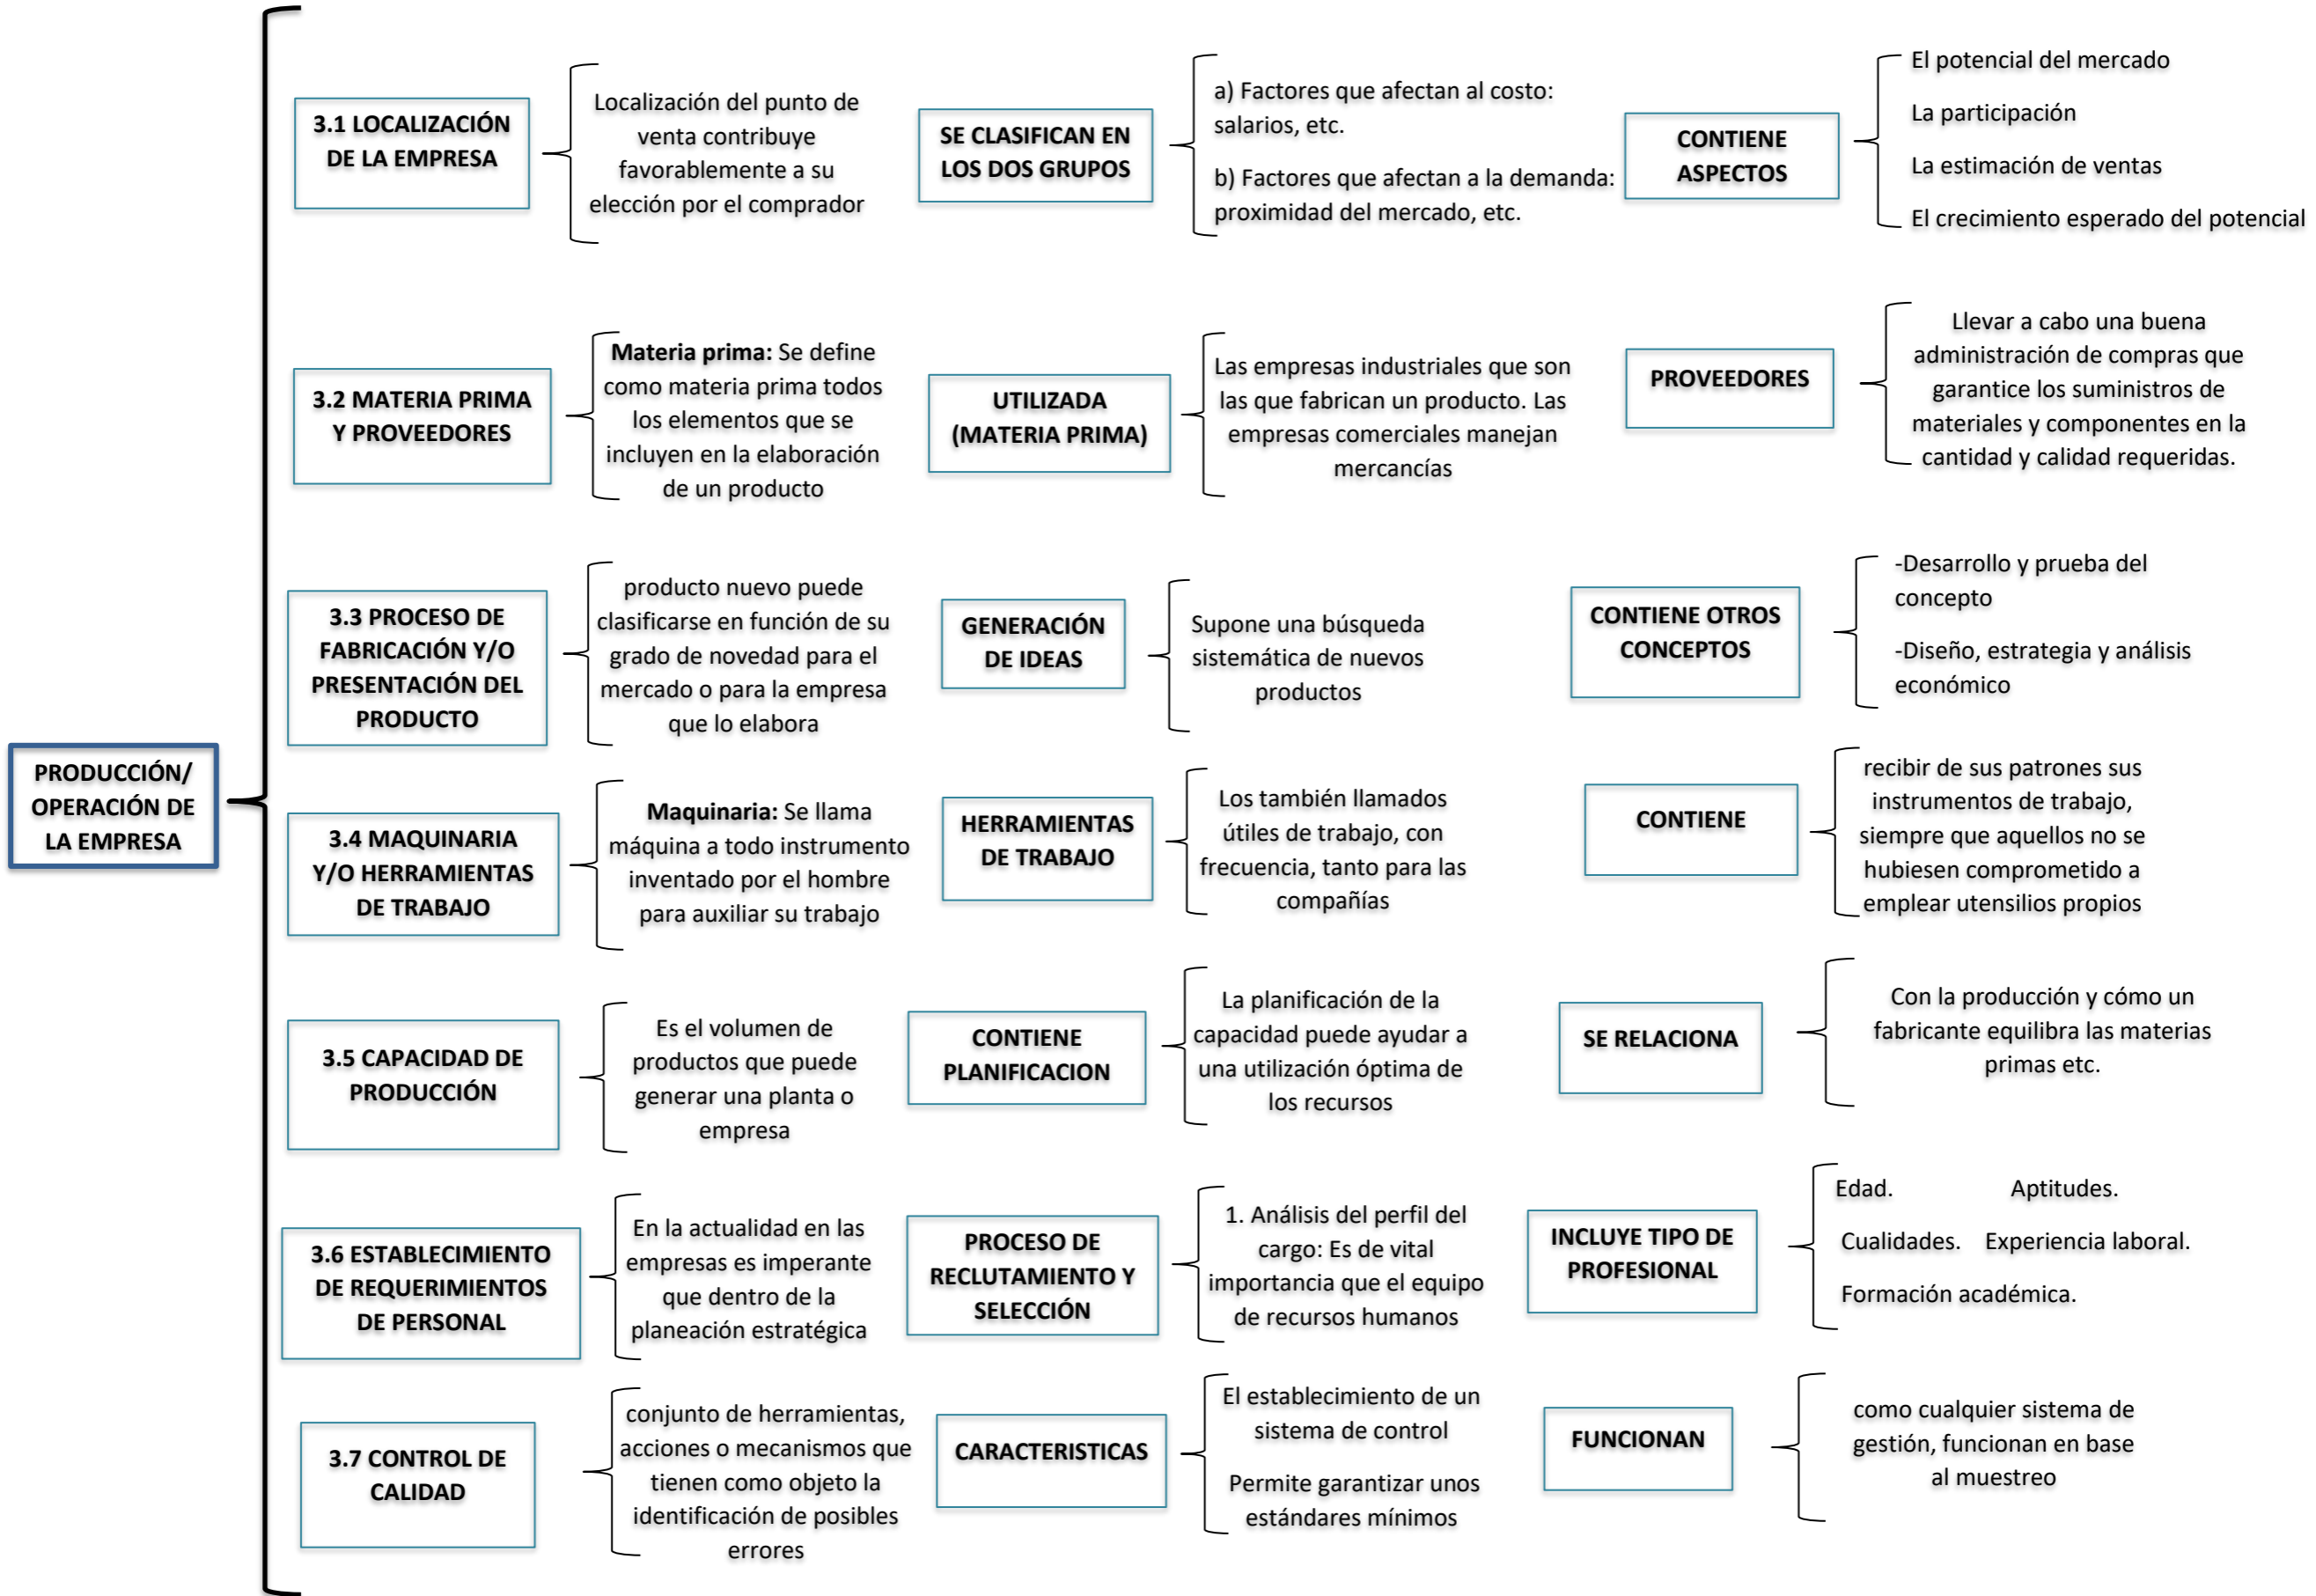 PRODUCCIÓN/
OPERACIÓN DE
LA EMPRESA
3.1 LOCALIZACIÓN
DE LA EMPRESA
Localización del punto de
venta contribuye
favorablemente a su
elección por el comprador
SE CLASIFICAN EN
LOS DOS GRUPOS
a) Factores que afectan al costo:
salarios, etc.
b) Factores que afectan a la demanda:
proximidad del mercado, etc.
CONTIENE
ASPECTOS
El potencial del mercado
La participación
La estimación de ventas
El crecimiento esperado del potencial
3.2 MATERIA PRIMA
Y PROVEEDORES
Materia prima: Se define
como materia prima todos
los elementos que se
incluyen en la elaboración
de un producto
UTILIZADA
(MATERIA PRIMA)
Las empresas industriales que son
las que fabrican un producto. Las
empresas comerciales manejan
mercancías
PROVEEDORES
Llevar a cabo una buena
administración de compras que
garantice los suministros de
materiales y componentes en la
cantidad y calidad requeridas.
3.3 PROCESO DE
FABRICACIÓN Y/O
PRESENTACIÓN DEL
PRODUCTO
producto nuevo puede
clasificarse en función de su
grado de novedad para el
mercado o para la empresa
que lo elabora
GENERACIÓN
DE IDEAS
Supone una búsqueda
sistemática de nuevos
productos
CONTIENE OTROS
CONCEPTOS
-Desarrollo y prueba del
concepto
-Diseño, estrategia y análisis
económico
3.4 MAQUINARIA
Y/O HERRAMIENTAS
DE TRABAJO
Maquinaria: Se llama
máquina a todo instrumento
inventado por el hombre
para auxiliar su trabajo
HERRAMIENTAS
DE TRABAJO
Los también llamados
útiles de trabajo, con
frecuencia, tanto para las
compañías
CONTIENE
recibir de sus patrones sus
instrumentos de trabajo,
siempre que aquellos no se
hubiesen comprometido a
emplear utensilios propios
3.5 CAPACIDAD DE
PRODUCCIÓN
Es el volumen de
productos que puede
generar una planta o
empresa
CONTIENE
PLANIFICACION
La planificación de la
capacidad puede ayudar a
una utilización óptima de
los recursos
SE RELACIONA
Con la producción y cómo un
fabricante equilibra las materias
primas etc.
3.6 ESTABLECIMIENTO
DE REQUERIMIENTOS
DE PERSONAL
En la actualidad en las
empresas es imperante
que dentro de la
planeación estratégica
PROCESO DE
RECLUTAMIENTO Y
SELECCIÓN
1. Análisis del perfil del
cargo: Es de vital
importancia que el equipo
de recursos humanos
INCLUYE TIPO DE
PROFESIONAL
Edad. Aptitudes.
Cualidades. Experiencia laboral.
Formación académica.
3.7 CONTROL DE
CALIDAD
conjunto de herramientas,
acciones o mecanismos que
tienen como objeto la
identificación de posibles
errores
CARACTERISTICAS
El establecimiento de un
sistema de control
Permite garantizar unos
estándares mínimos
FUNCIONAN
como cualquier sistema de
gestión, funcionan en base
al muestreo